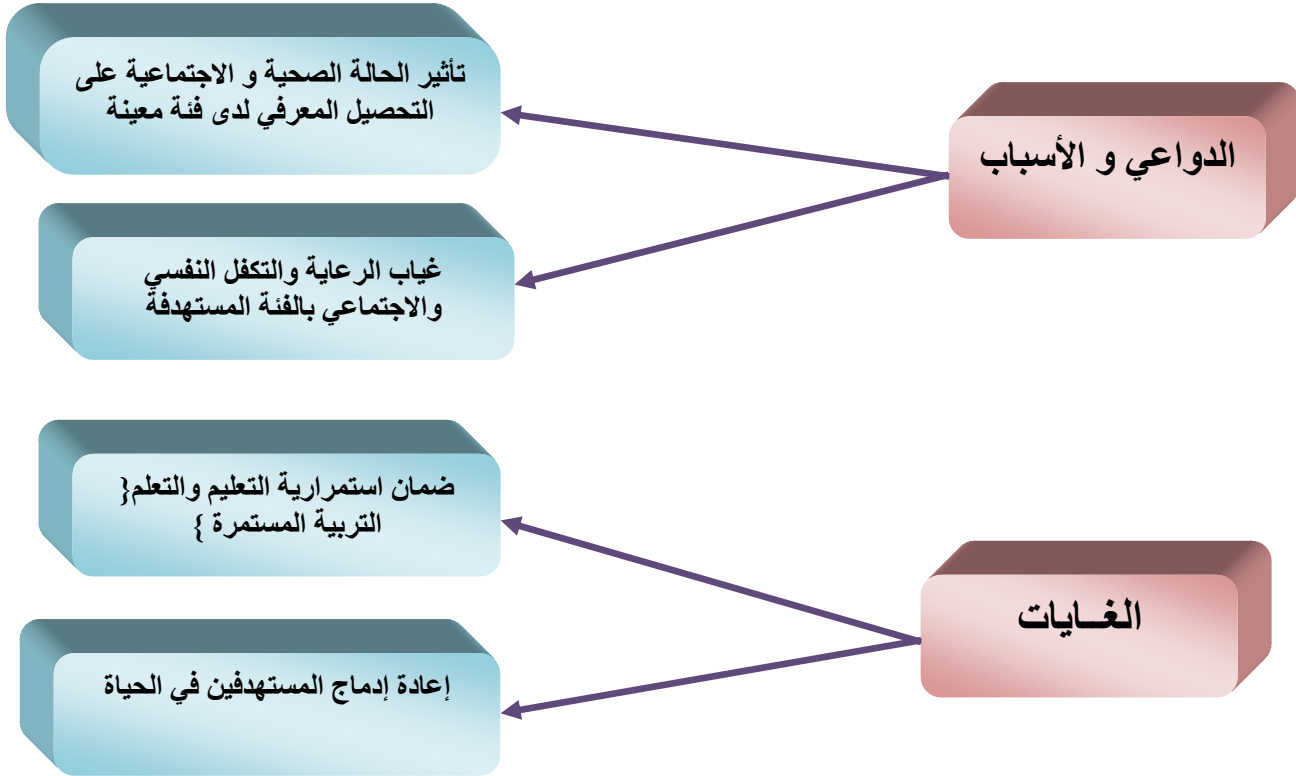 الدواعي و الأسباب
تأثير الحالة الصحية و الاجتماعية على
التحصيل المعرفي لدى فئة معينة
غياب الرعاية والتكفل النفسي
والاجتماعي بالفئة المستهدفة
الغــايات
ضمان استمرارية التعليم والتعلم{
التربية المستمرة }
إعادة إدماج المستهدفين في الحياة